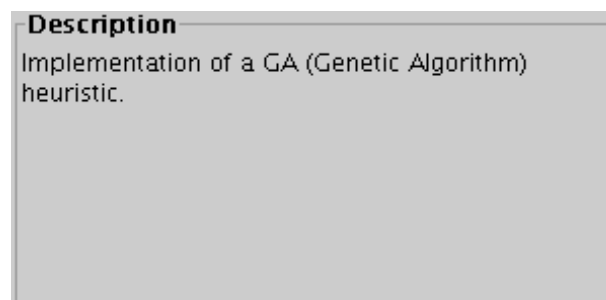 Description
Implementation of a GA (Genetic Algorithm)
heuristic.